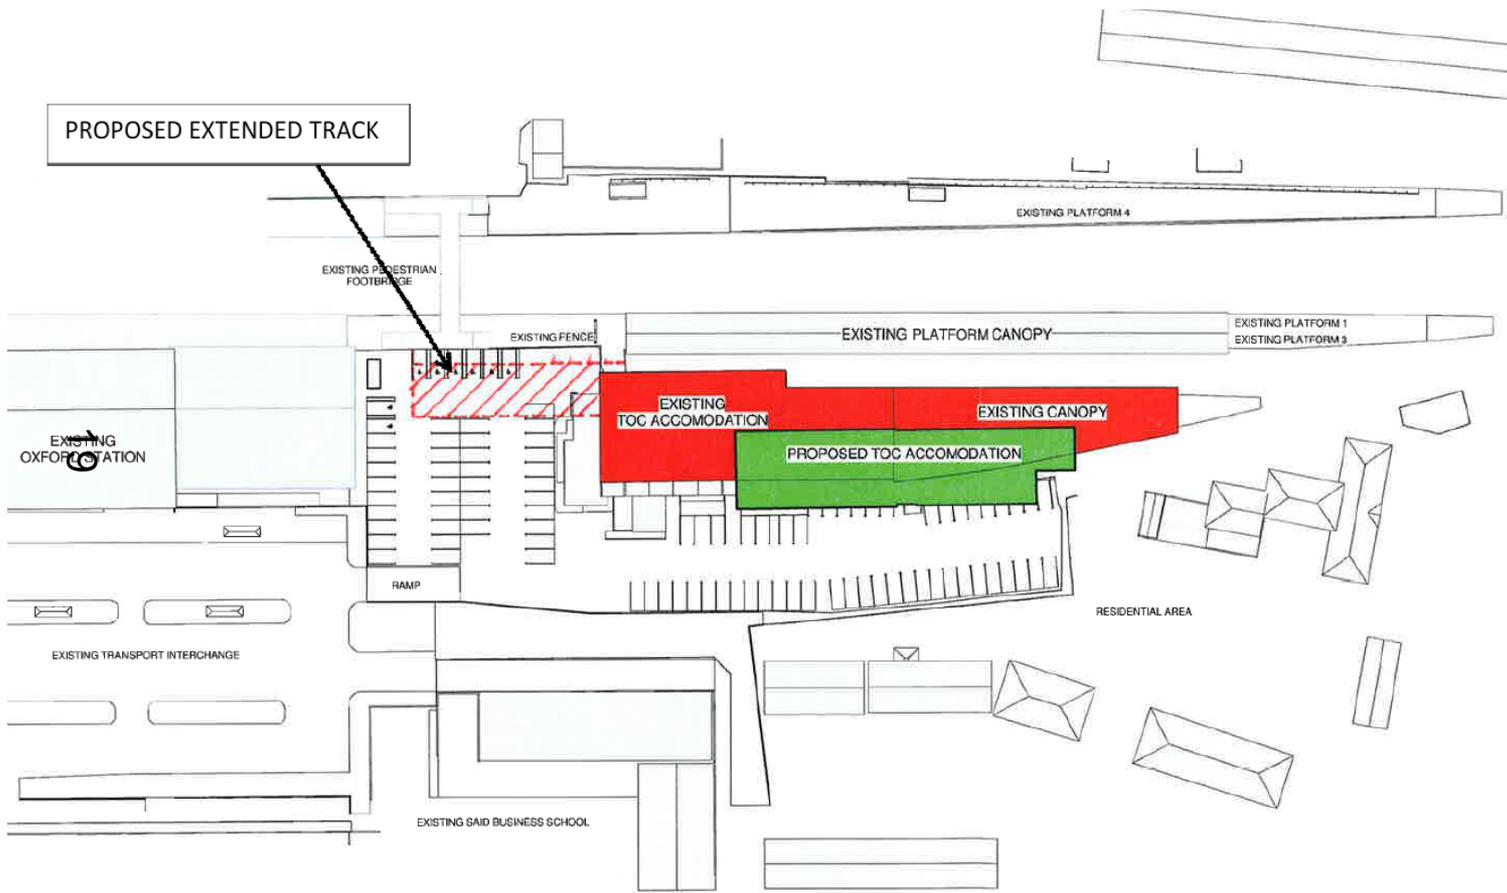 PROPOSED EXTENDED TRACK
EXISTING PLATFORM 4
EXISTING PEDESTRIAN
FOOTBRIDGE
EXISTING FENCE
EXISTING PLATFORM CANOPY
EXISTING PLATFORM 1
EXISTING PLATFORM 3
EXISTING
TOC ACCOMODATION
EXISTING CANOPY
EXISTING
OXFORD STATION
61
PROPOSED TOC ACCOMODATION
RAMP
RESIDENTIAL AREA
EXISTING TRANSPORT INTERCHANGE
EXISTING SAID BUSINESS SCHOOL